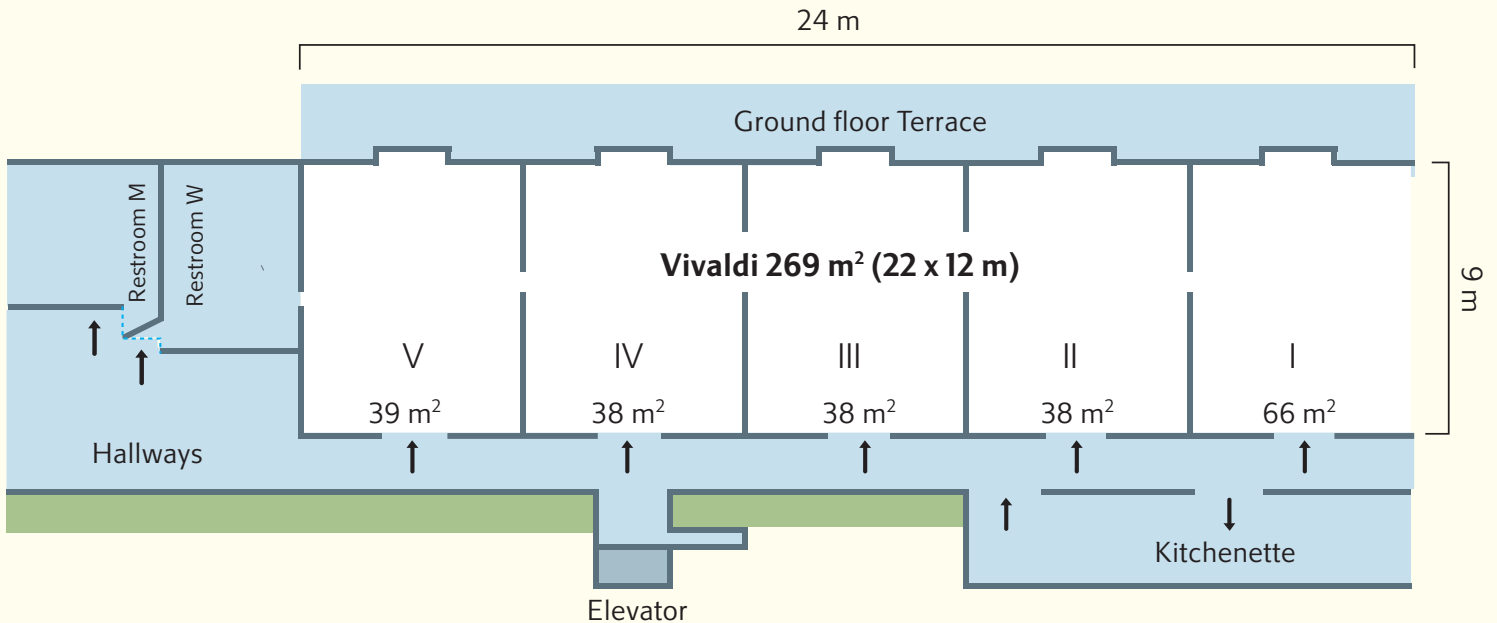 24 m
Ground floor Terrace
Restroom M
Restroom W
Vivaldi 269 m² (22 x 12 m)
9 m
V
IV
III
II
I
39 m²
38 m²
38 m²
38 m²
66 m²
Hallways
Kitchenette
Elevator